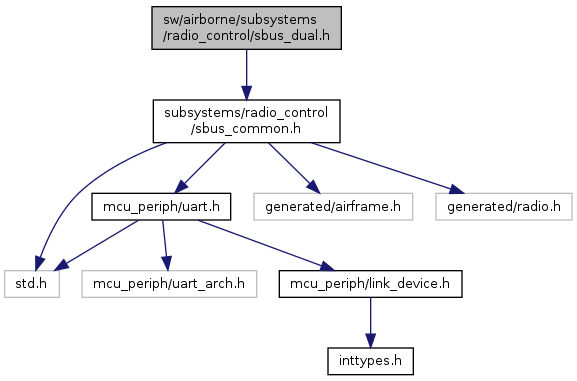 sw/airborne/subsystems
/radio_control/sbus_dual.h
subsystems/radio_control
/sbus_common.h
mcu_periph/uart.h
generated/airframe.h
generated/radio.h
std.h
mcu_periph/uart_arch.h
mcu_periph/link_device.h
inttypes.h